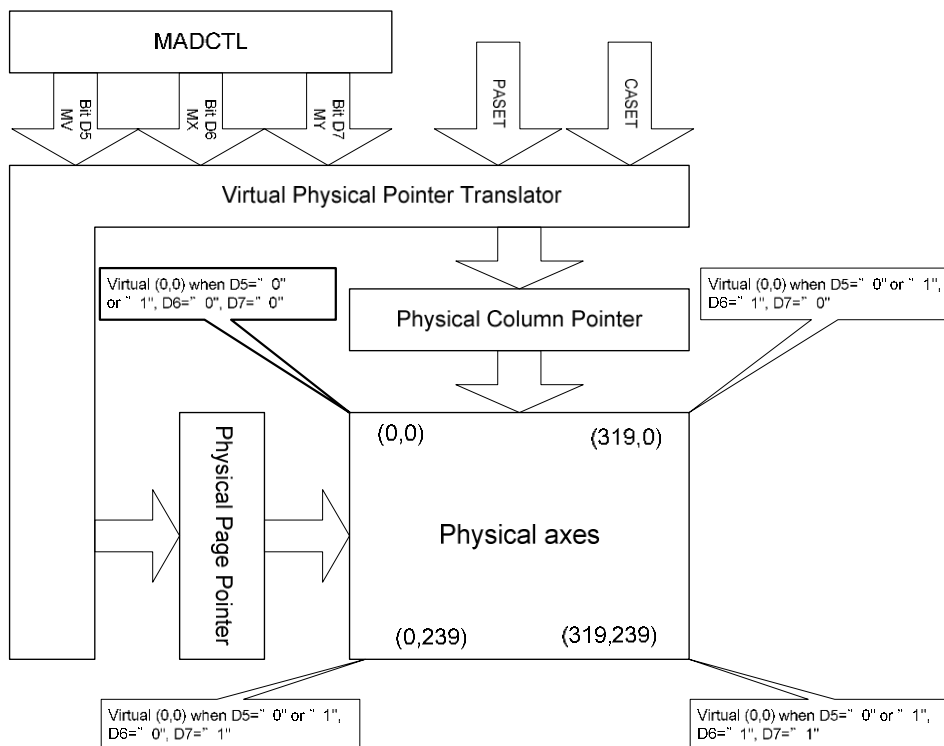 MADCTL
Bit D5
MV
Bit D6
MX
Bit D7
MY
PASET
CASET
Virtual Physical Pointer Translator
Virtual (0,0) when D5=" 0"
or " 1", D6=" 0", D7=" 0"
Physical Column Pointer
Virtual (0,0) when D5=" 0" or " 1",
D6=" 1", D7=" 0"
(0,0)
(319,0)
Physical Page Pointer
Physical axes
(0,239)
(319,239)
Virtual (0,0) when D5=" 0" or " 1",
D6=" 0", D7=" 1"
Virtual (0,0) when D5=" 0" or " 1",
D6=" 1", D7=" 1"